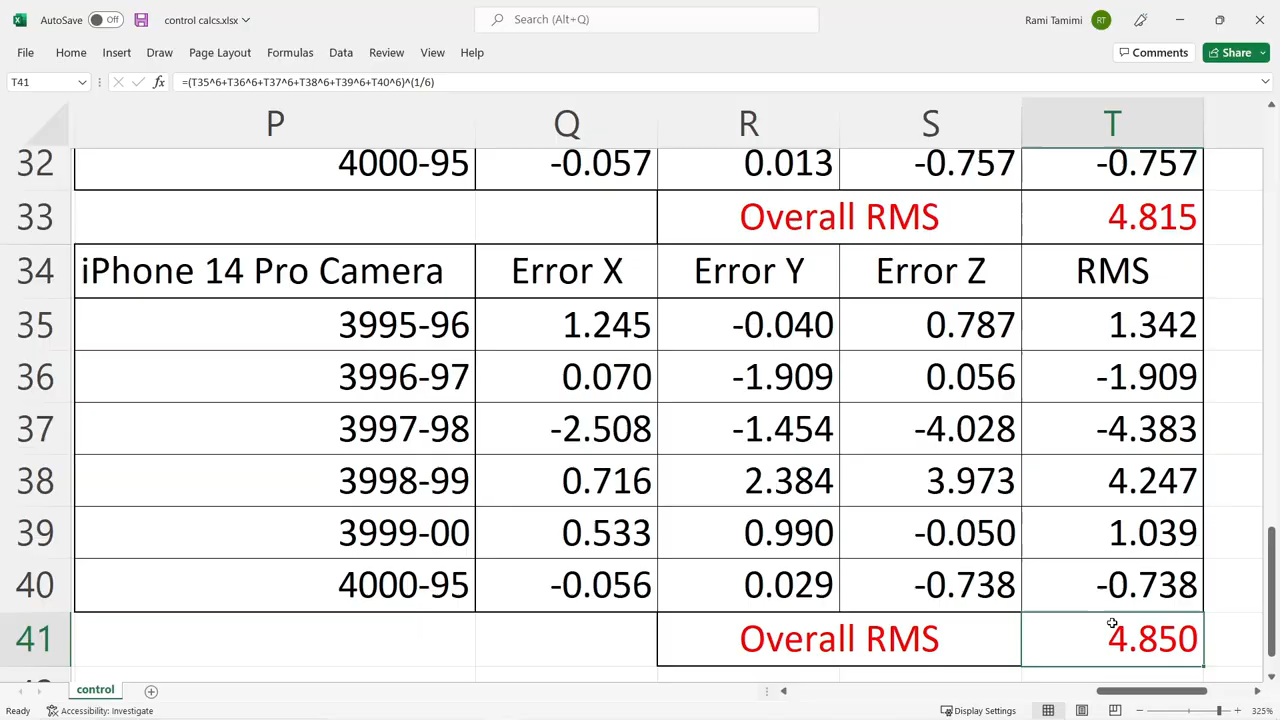 AutoSave Off control calcs.xlsx Search (Alt+Q) Rami Tamimi RT
File Home Insert Draw Page Layout Formulas Data Review View Help Comments Share
T41 fx =(T35^6+T36^6+T37^6+T38^6+T39^6+T40^6)^(1/6)
P Q R S T
32 4000-95 -0.057 0.013 -0.757 -0.757
33 Overall RMS 4.815
34 iPhone 14 Pro Camera Error X Error Y Error Z RMS
35 3995-96 1.245 -0.040 0.787 1.342
36 3996-97 0.070 -1.909 0.056 -1.909
37 3997-98 -2.508 -1.454 -4.028 -4.383
38 3998-99 0.716 2.384 3.973 4.247
39 3999-00 0.533 0.990 -0.050 1.039
40 4000-95 -0.056 0.029 -0.738 -0.738
41 Overall RMS 4.850
control
Ready Accessibility: Investigate Display Settings 325%